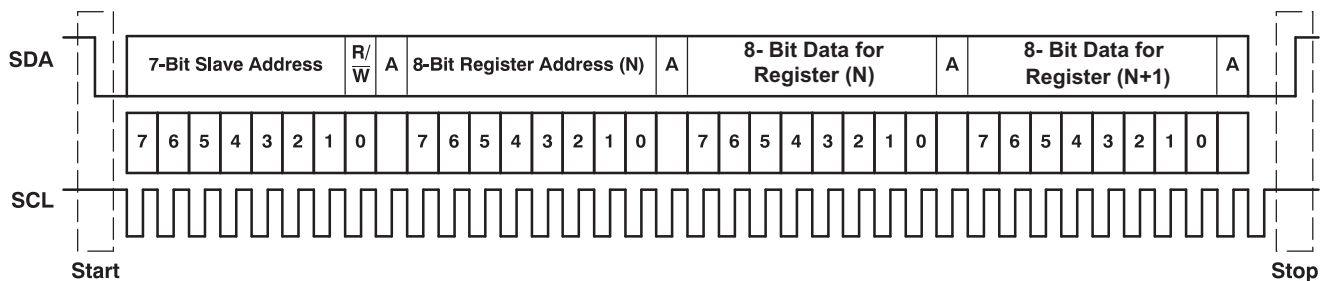 SDA
7-Bit Slave Address
R/
W
A
8-Bit Register Address (N)
A
8- Bit Data for
Register (N)
A
8- Bit Data for
Register (N+1)
A
7 6 5 4 3 2 1 0 7 6 5 4 3 2 1 0 7 6 5 4 3 2 1 0 7 6 5 4 3 2 1 0
SCL
Start
Stop